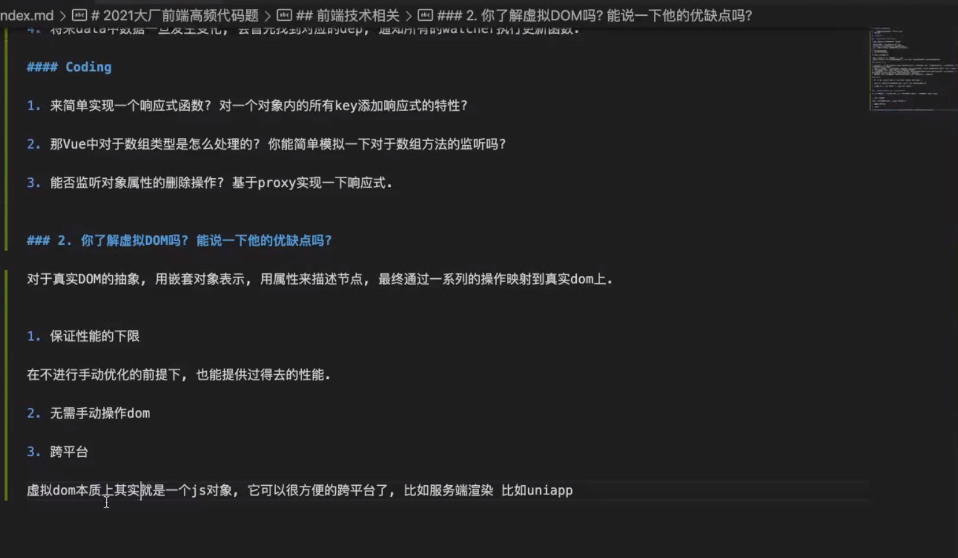 ndex.md > # 2021大厂前端高频代码题 > ## 前端技术相关 > ### 2. 你了解虚拟DOM吗? 能说一下他的优缺点吗?
4. 将来data中数据一旦发生变化, 会首先找到对应的dep, 通知所有的watcher执行更新函数.
#### Coding
1. 来简单实现一个响应式函数? 对一个对象内的所有key添加响应式的特性?
2. 那Vue中对于数组类型是怎么处理的? 你能简单模拟一下对于数组方法的监听吗?
3. 能否监听对象属性的删除操作? 基于proxy实现一下响应式.
### 2. 你了解虚拟DOM吗? 能说一下他的优缺点吗?
对于真实DOM的抽象, 用嵌套对象表示, 用属性来描述节点, 最终通过一系列的操作映射到真实dom上.
1. 保证性能的下限
在不进行手动优化的前提下, 也能提供过得去的性能.
2. 无需手动操作dom
3. 跨平台
虚拟dom本质上其实就是一个js对象, 它可以很方便的跨平台了, 比如服务端渲染 比如uniapp